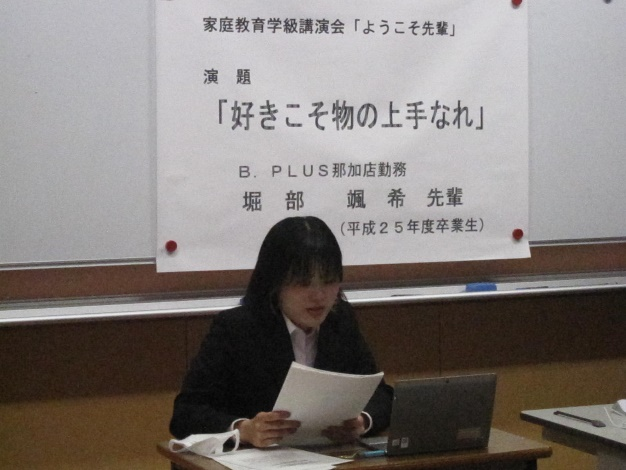 家庭教育学級講演会「ようこそ先輩」
演　題
「好きこそ物の上手なれ」
Ｂ．ＰＬＵＳ那加店勤務
堀　部　　颯　希　先輩
（平成２５年度卒業生）